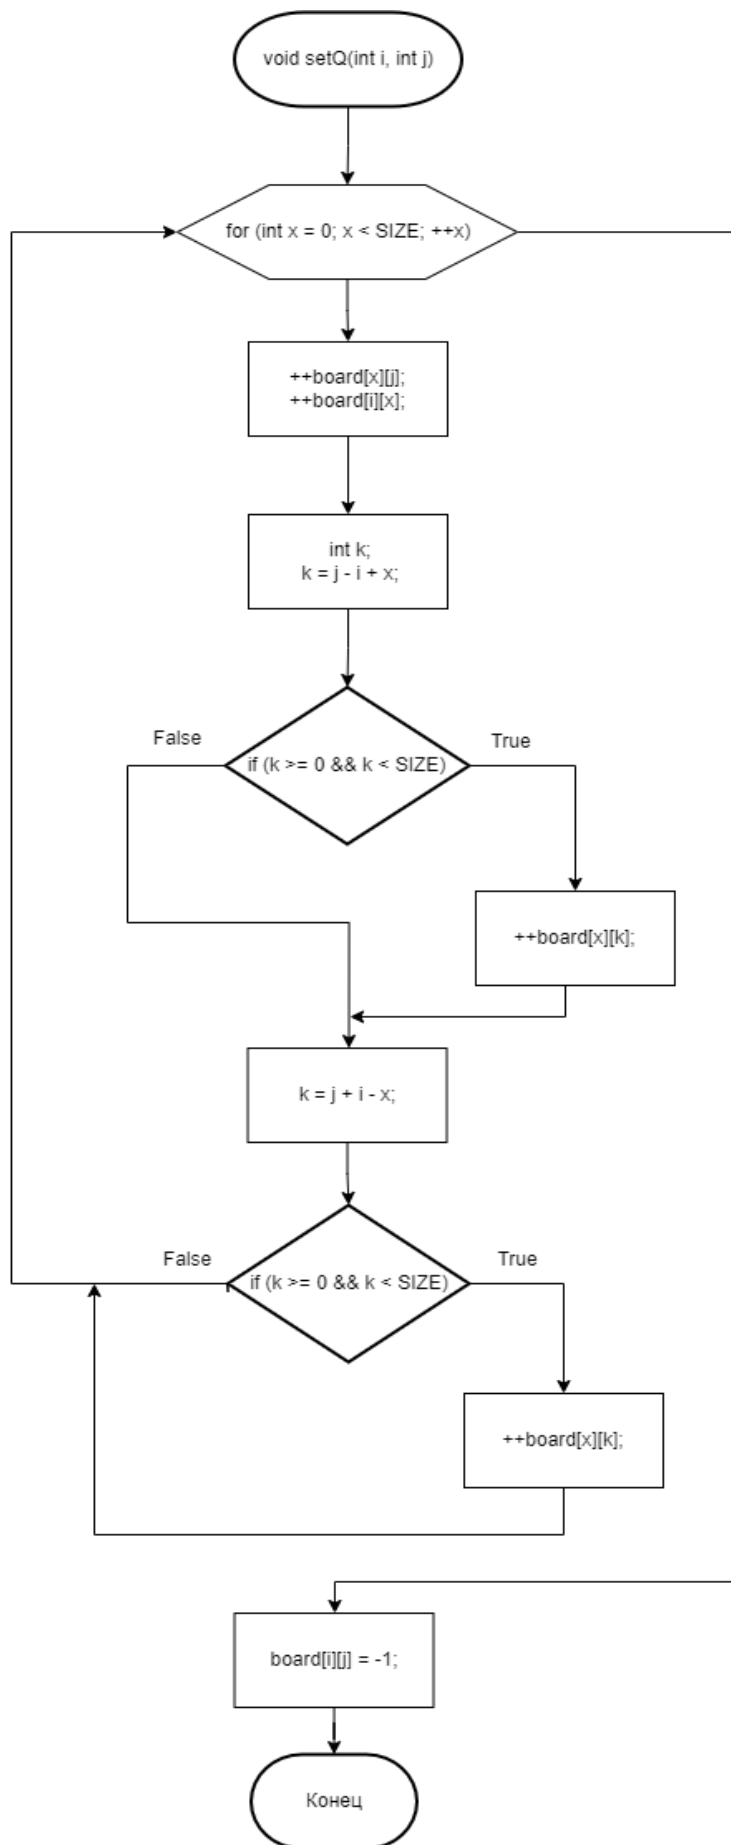 void setQ(int i, int j)
for (int x = 0; x < SIZE; ++x)
++board[x][j];
++board[i][x];
int k;
k = j - i + x;
False
True
if (k >= 0 && k < SIZE)
++board[x][k];
k = j + i - x;
False
True
if (k >= 0 && k < SIZE)
++board[x][k];
board[i][j] = -1;
Конец